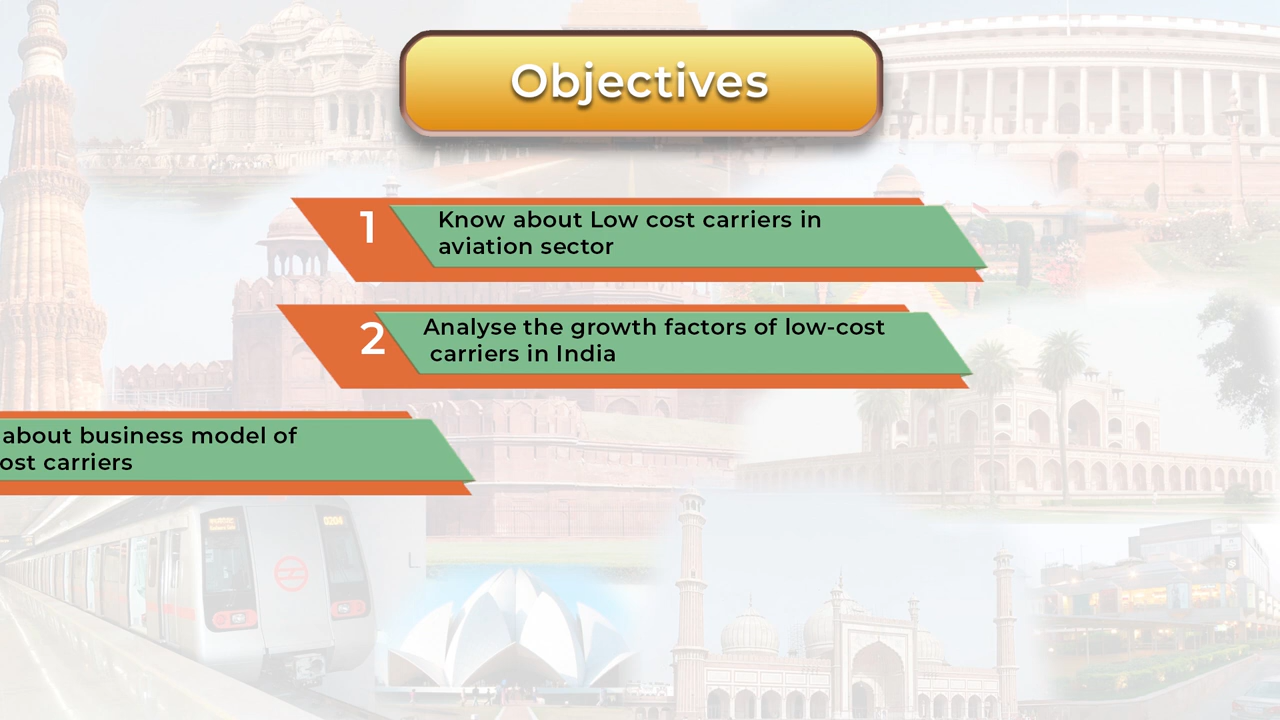 Objectives
1
Know about Low cost carriers in
aviation sector
2
Analyse the growth factors of low-cost
carriers in India
about business model of
ost carriers